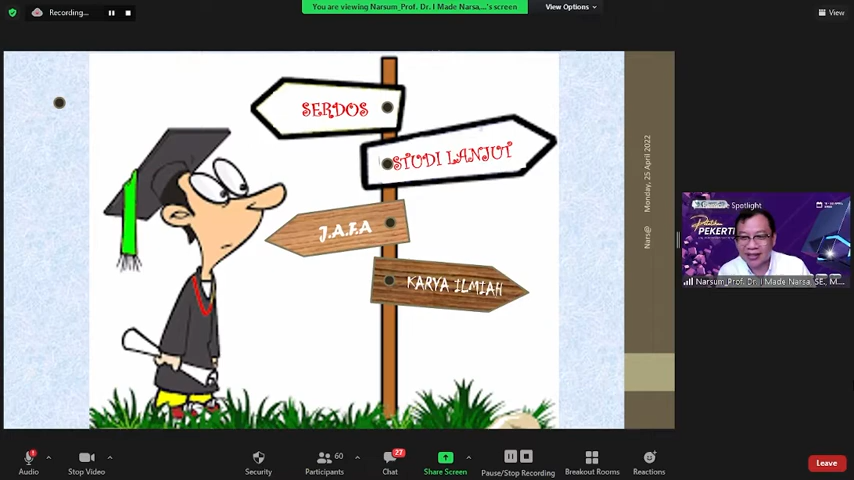 Recording...
You are viewing Narsum_Prof. Dr. I Made Narsa,...'s screen
View Options
View
SERDOS
STUDI LANJUT
J.A.F.A
KARYA ILMIAH
Monday, 25 April 2022
Nars@
Spotlight
PEKERTI
Narsum_Prof. Dr. I Made Narsa, SE., M....
Audio
Stop Video
Security
60
Participants
27
Chat
Share Screen
Pause/Stop Recording
Breakout Rooms
Reactions
Leave